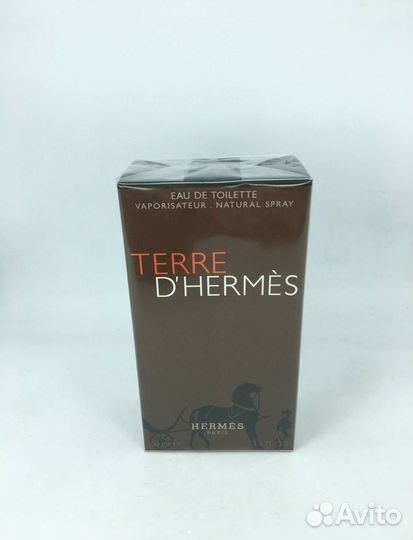 EAU DE TOILETTE
VAPORISATEUR . NATURAL SPRAY
TERRE
D'HERMÈS
HERMÈS
PARIS
Avito